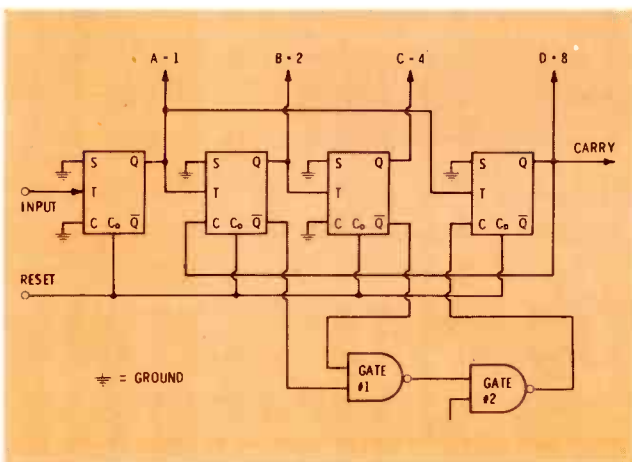 A = 1 B = 2 C = 4 D = 8
CARRY
S Q S Q S Q S Q
T T T T
INPUT
C C₀ Q̅ C C₀ Q̅ C C₀ Q̅ C C₀ Q̅
RESET
GATE #1
GATE #2
= GROUND